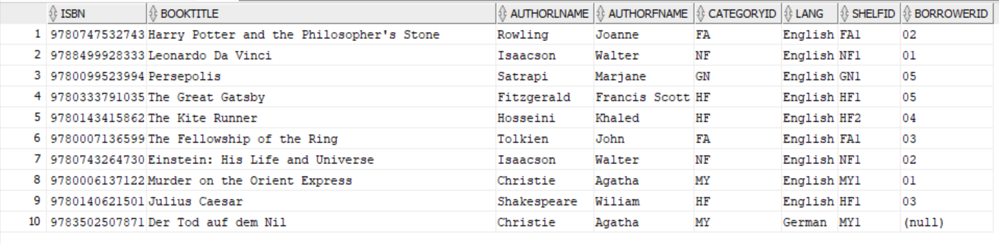 ISBN BOOKTITLE AUTHORLNAME AUTHORFNAME CATEGORYID LANG SHELFID BORROWERID
1 9780747532743 Harry Potter and the Philosopher's Stone Rowling Joanne FA English FA1 02
2 9788499928333 Leonardo Da Vinci Isaacson Walter NF English NF1 01
3 9780099523994 Persepolis Satrapi Marjane GN English GN1 05
4 9780333791035 The Great Gatsby Fitzgerald Francis Scott HF English HF1 05
5 9780143415862 The Kite Runner Hosseini Khaled HF English HF2 04
6 9780007136599 The Fellowship of the Ring Tolkien John FA English FA1 03
7 9780743264730 Einstein: His Life and Universe Isaacson Walter NF English NF1 02
8 9780006137122 Murder on the Orient Express Christie Agatha MY English MY1 01
9 9780140621501 Julius Caesar Shakespeare Wiliam HF English HF1 03
10 9783502507871 Der Tod auf dem Nil Christie Agatha MY German MY1 (null)